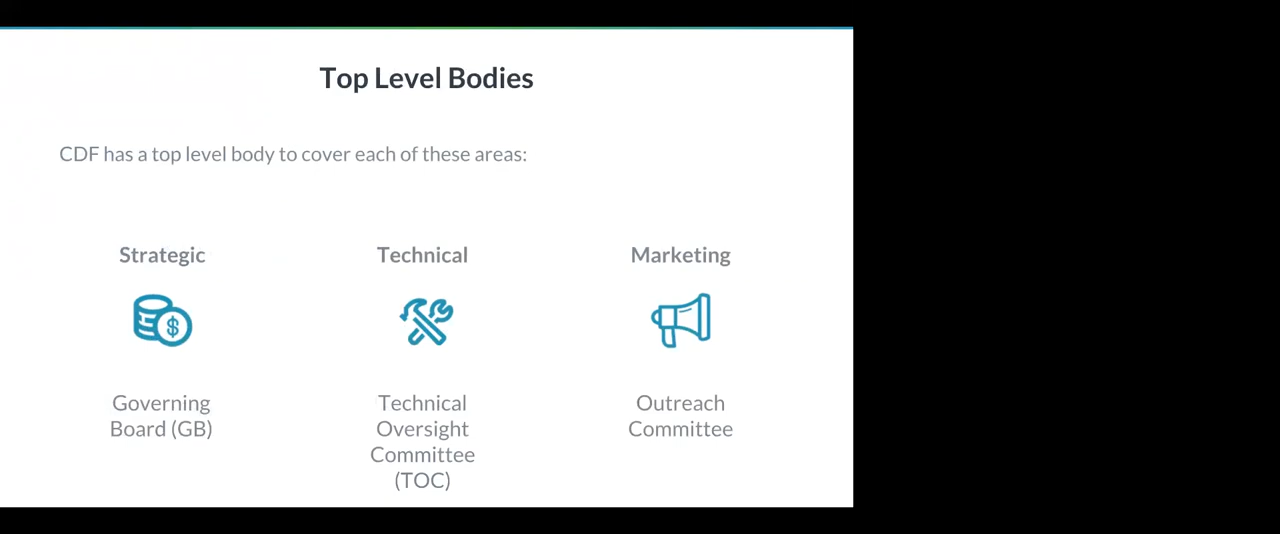 Top Level Bodies
CDF has a top level body to cover each of these areas:
Strategic
Technical
Marketing
$
Governing
Board (GB)
Technical
Oversight
Committee
(TOC)
Outreach
Committee